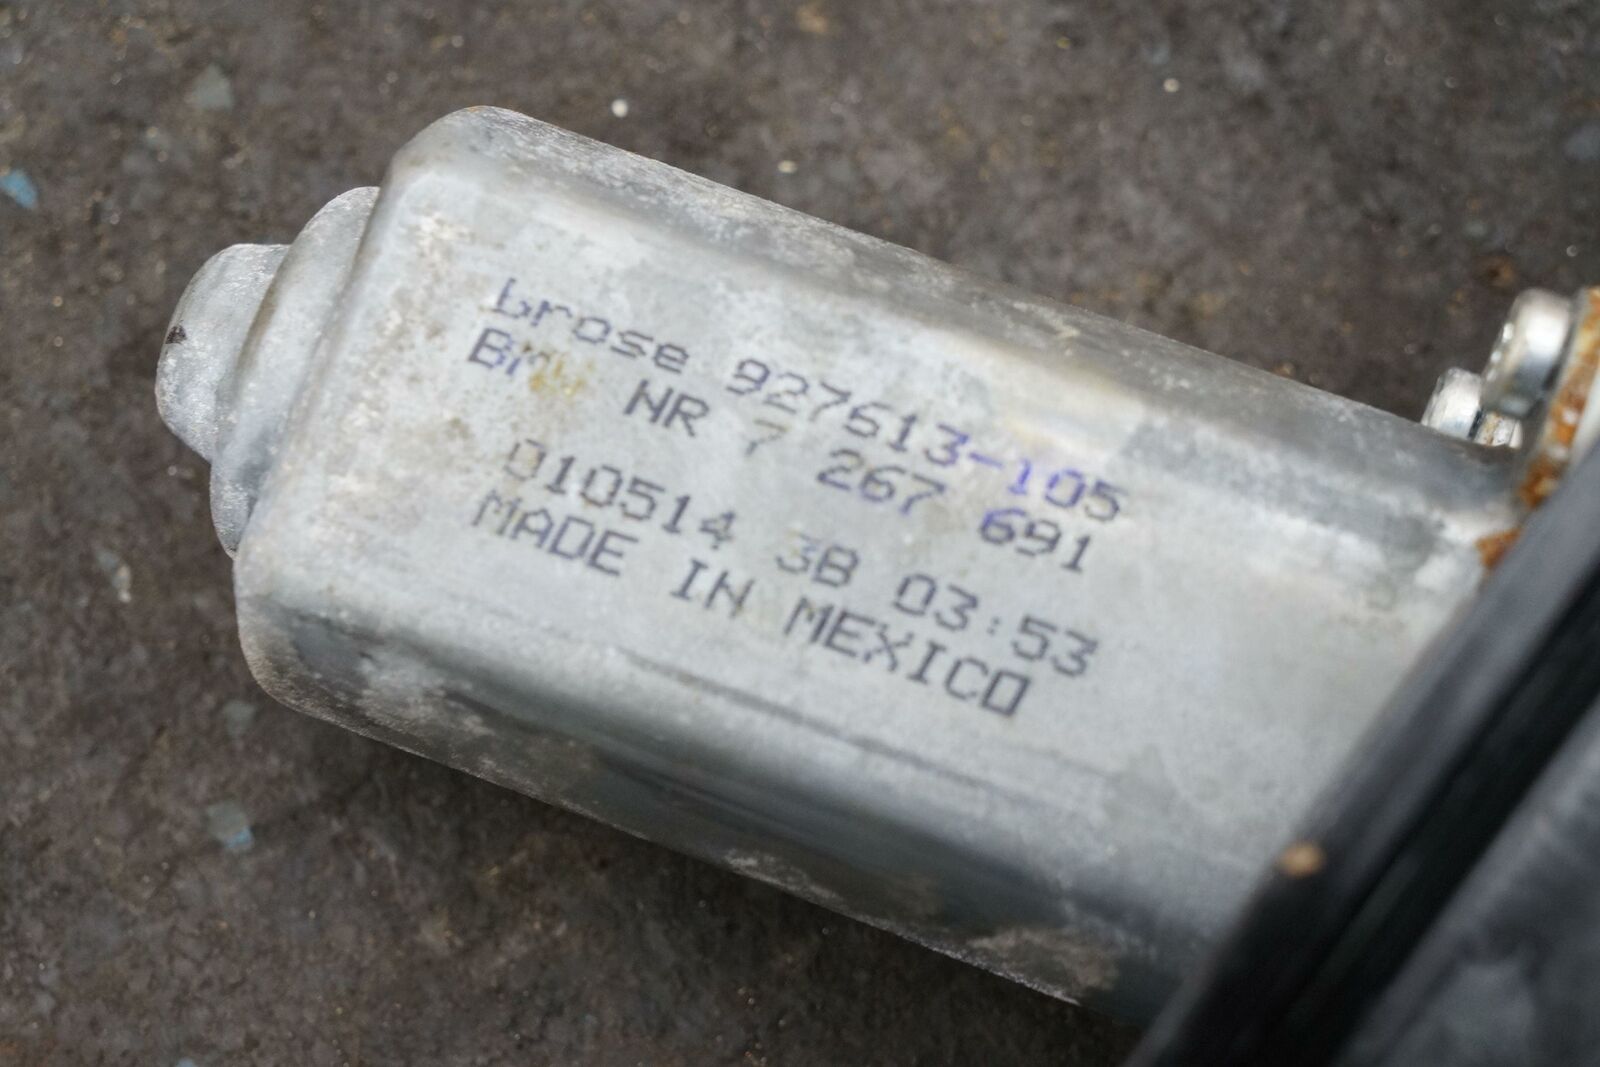 brose 927613-105
BMW NR 7 267 691
010514 3B 03:53
MADE IN MEXICO